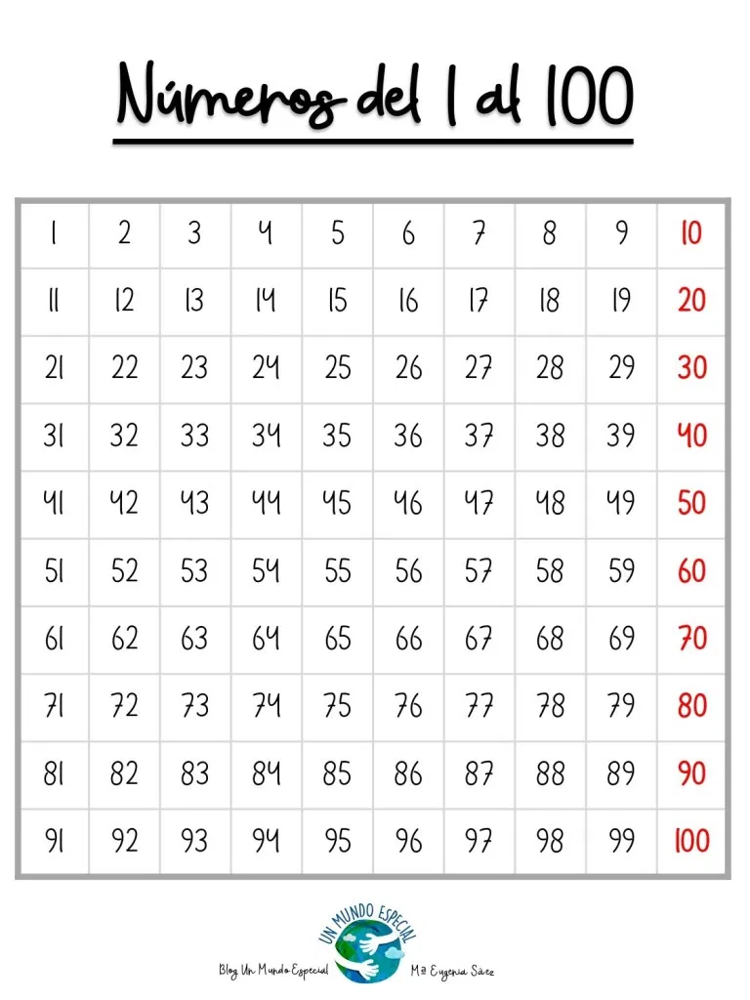 Números del 1 al 100
1 2 3 4 5 6 7 8 9 10
11 12 13 14 15 16 17 18 19 20
21 22 23 24 25 26 27 28 29 30
31 32 33 34 35 36 37 38 39 40
41 42 43 44 45 46 47 48 49 50
51 52 53 54 55 56 57 58 59 60
61 62 63 64 65 66 67 68 69 70
71 72 73 74 75 76 77 78 79 80
81 82 83 84 85 86 87 88 89 90
91 92 93 94 95 96 97 98 99 100
UN MUNDO ESPECIAL
Blog Un Mundo Especial Mª Eugenia Sáez